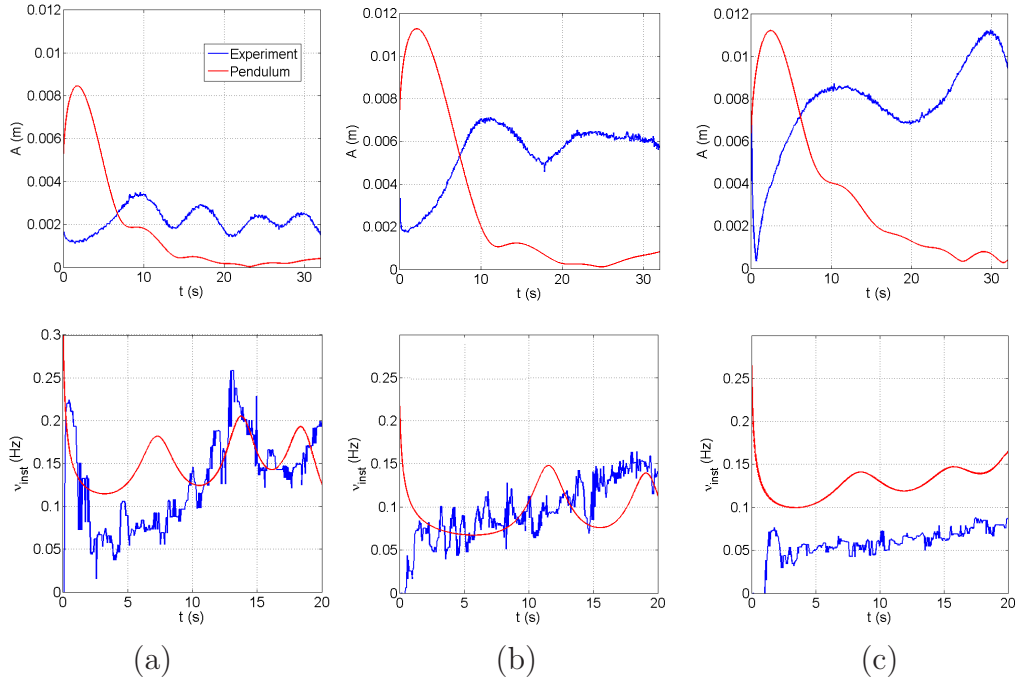 0.012
0.01
0.008
0.006
0.004
0.002
0
A (m)
0 10 20 30
t (s)
Experiment
Pendulum
0.012
0.01
0.008
0.006
0.004
0.002
0
A (m)
0 10 20 30
t (s)
0.012
0.01
0.008
0.006
0.004
0.002
0
A (m)
0 10 20 30
t (s)
0.3
0.25
0.2
0.15
0.1
0.05
0
νinst (Hz)
0 5 10 15 20
t (s)
0.25
0.2
0.15
0.1
0.05
0
νinst (Hz)
0 5 10 15 20
t (s)
0.25
0.2
0.15
0.1
0.05
0
νinst (Hz)
0 5 10 15 20
t (s)
(a) (b) (c)